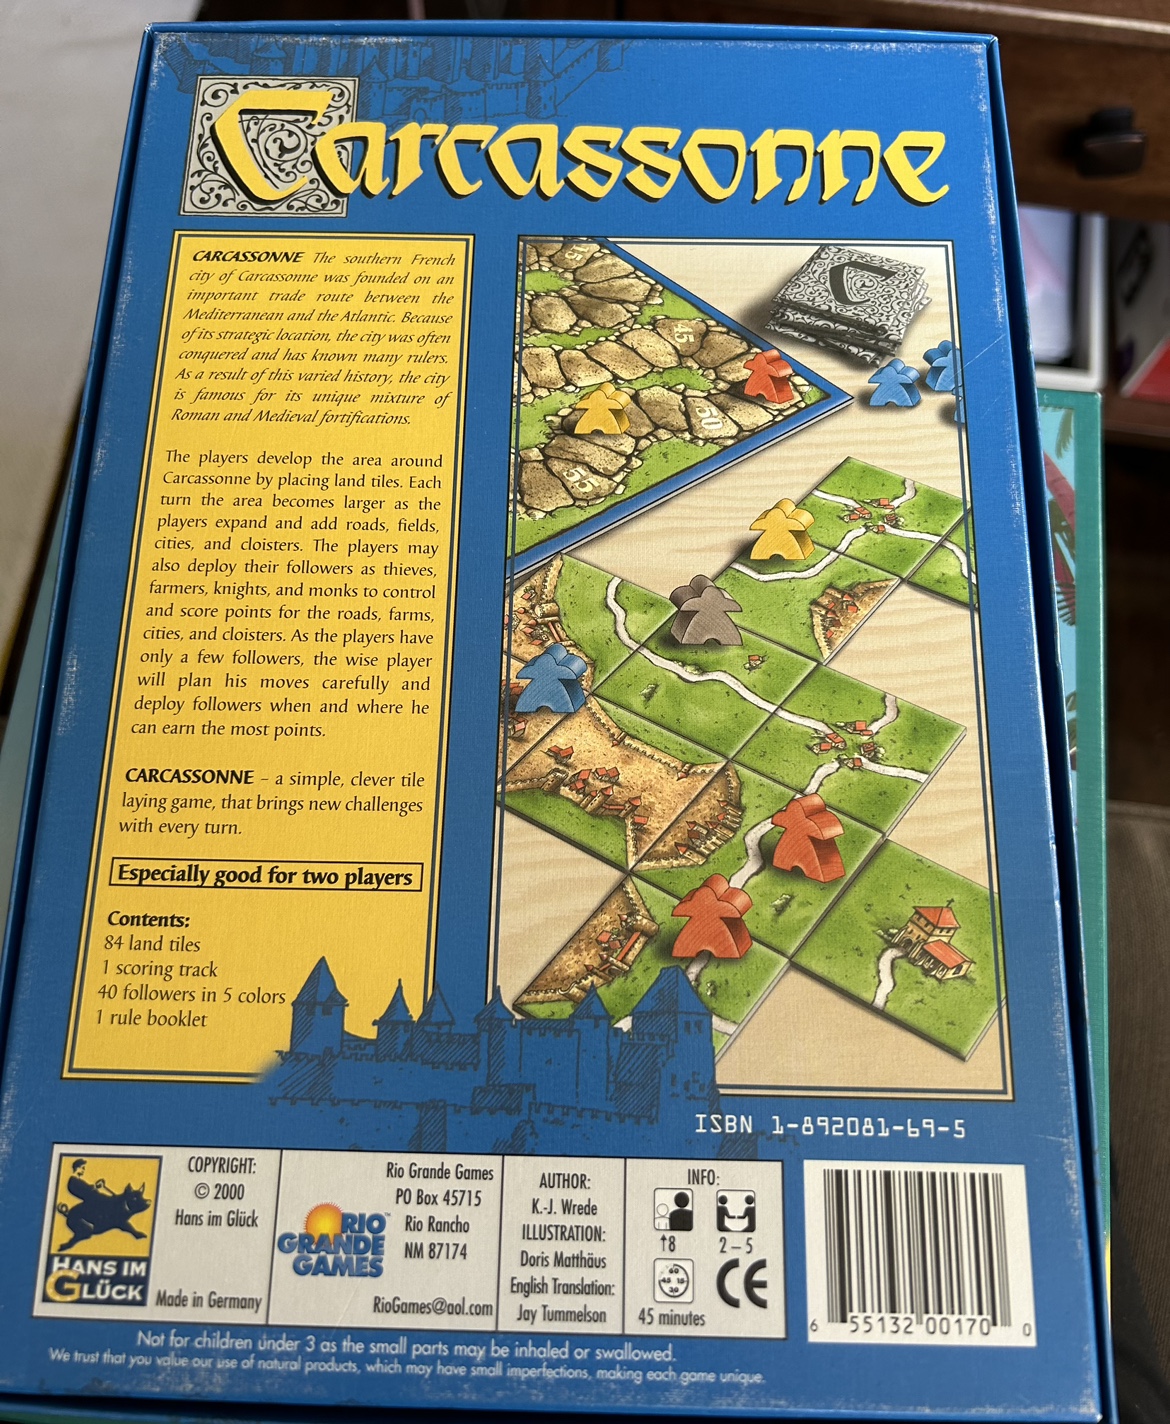 Carcassonne
CARCASSONNE The southern French
city of Carcassonne was founded on an
important trade route between the
Mediterranean and the Atlantic. Because
of its strategic location, the city was often
conquered and has known many rulers.
As a result of this varied history, the city
is famous for its unique mixture of
Roman and Medieval fortifications.
The players develop the area around
Carcassonne by placing land tiles. Each
turn the area becomes larger as the
players expand and add roads, fields,
cities, and cloisters. The players may
also deploy their followers as thieves,
farmers, knights, and monks to control
and score points for the roads, farms,
cities, and cloisters. As the players have
only a few followers, the wise player
will plan his moves carefully and
deploy followers when and where he
can earn the most points.
CARCASSONNE – a simple, clever tile
laying game, that brings new challenges
with every turn.
Especially good for two players
Contents:
84 land tiles
1 scoring track
40 followers in 5 colors
1 rule booklet
15
45
50
C
ISBN 1-892081-69-5
HANS IM
GLÜCK
COPYRIGHT:
© 2000
Hans im Glück
Made in Germany
RIO
GRANDE
GAMES™
Rio Grande Games
PO Box 45715
Rio Rancho
NM 87174
RioGames@aol.com
AUTHOR:
K.-J. Wrede
ILLUSTRATION:
Doris Matthäus
English Translation:
Jay Tummelson
INFO:
↑8
2–5
60
45 15
30
CE
45 minutes
6 55132 00170 0
Not for children under 3 as the small parts may be inhaled or swallowed.
We trust that you value our use of natural products, which may have small imperfections, making each game unique.